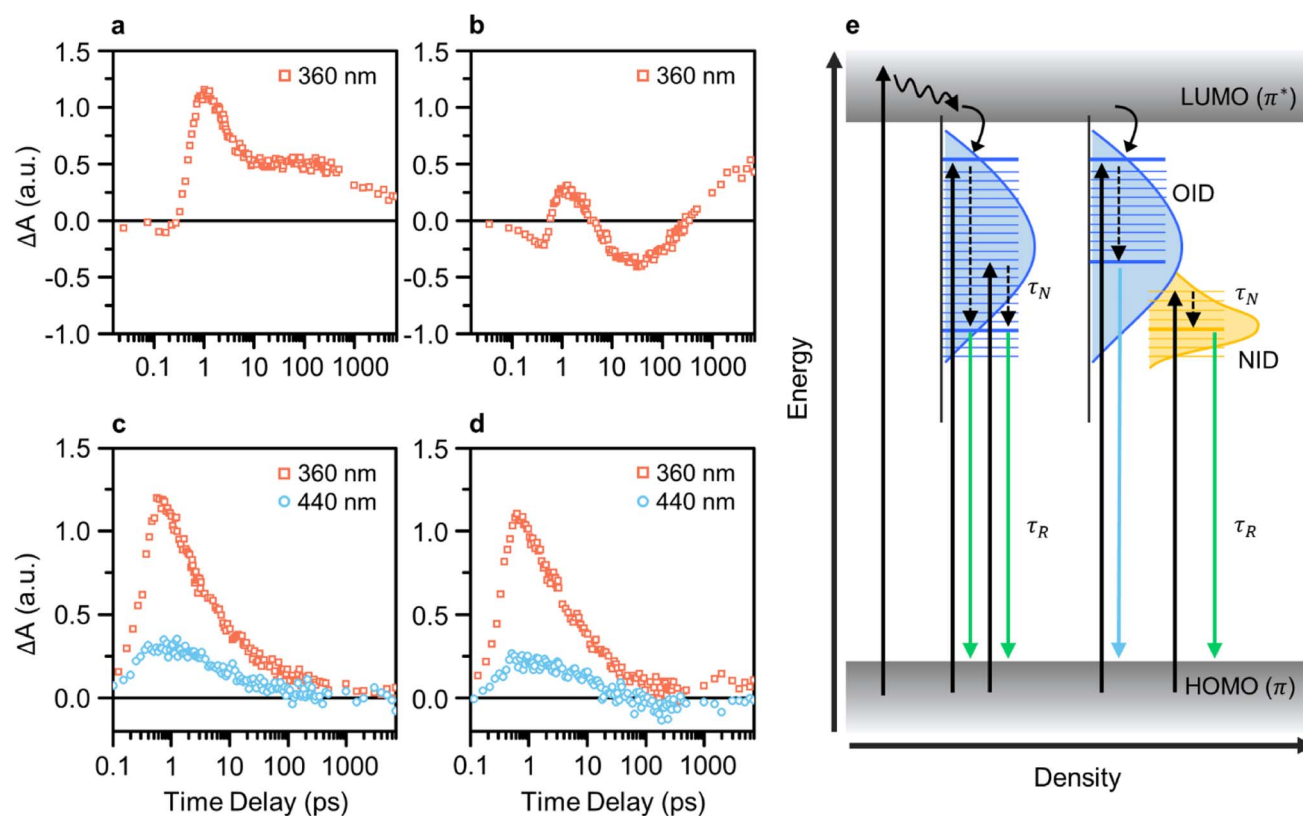 a
1.5
1.0
0.5
0.0
-0.5
-1.0
ΔA (a.u.)
360 nm
0.1 1 10 100 1000
b
1.5
1.0
0.5
0.0
-0.5
-1.0
360 nm
0.1 1 10 100 1000
c
1.5
1.0
0.5
0.0
ΔA (a.u.)
360 nm
440 nm
0.1 1 10 100 1000
Time Delay (ps)
d
1.5
1.0
0.5
0.0
360 nm
440 nm
0.1 1 10 100 1000
Time Delay (ps)
e
Energy
LUMO (π*)
OID
τN
τN
NID
τR
τR
HOMO (π)
Density